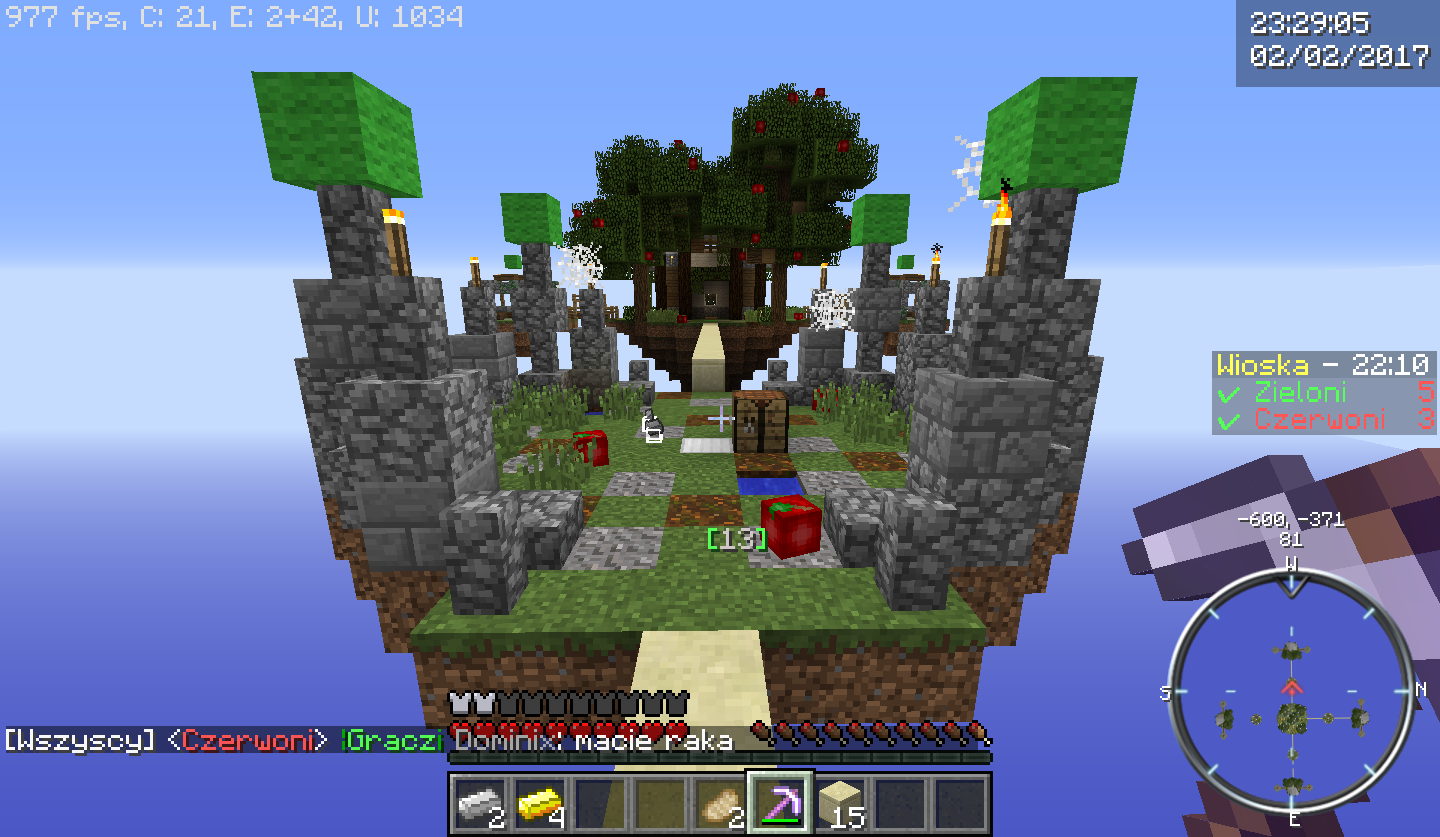 977 fps, C: 21, E: 2+42, U: 1034
23:29:05
02/02/2017
Wioska - 22:10
✓ Zieloni 5
✓ Czerwoni 3
-600, -371
81
W
S
N
E
[13]
[Wszyscy] <Czerwoni> |Gracz| Dominix: macie raka
2
4
2
15